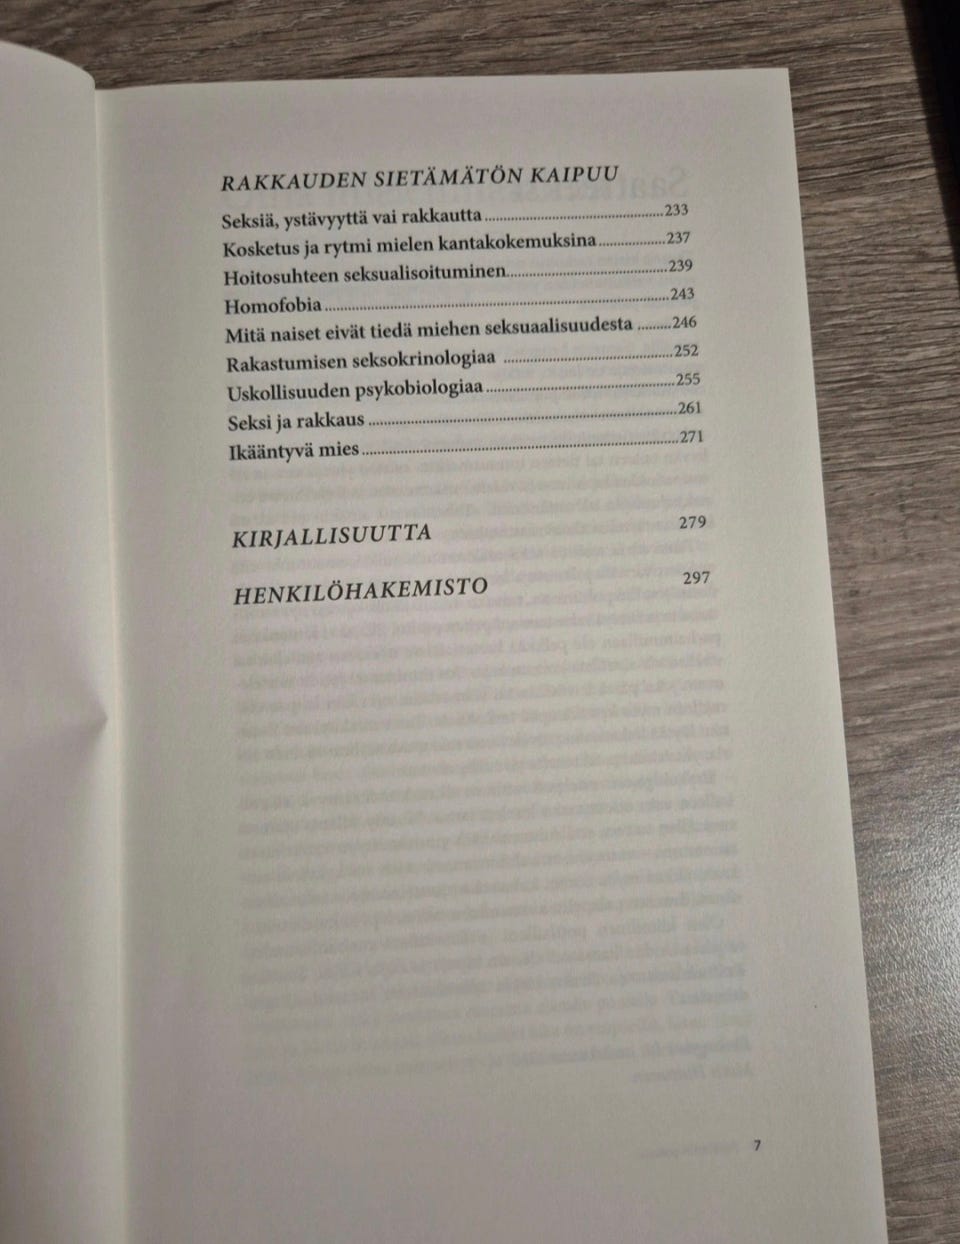 RAKKAUDEN SIETÄMÄTÖN KAIPUU
Seksiä, ystävyyttä vai rakkautta 233
Kosketus ja rytmi mielen kantakokemuksina 237
Hoitosuhteen seksualisoituminen 239
Homofobia 243
Mitä naiset eivät tiedä miehen seksuaalisuudesta 246
Rakastumisen seksokrinologiaa 252
Uskollisuuden psykobiologiaa 255
Seksi ja rakkaus 261
Ikääntyvä mies 271
KIRJALLISUUTTA 279
HENKILÖHAKEMISTO 297
7